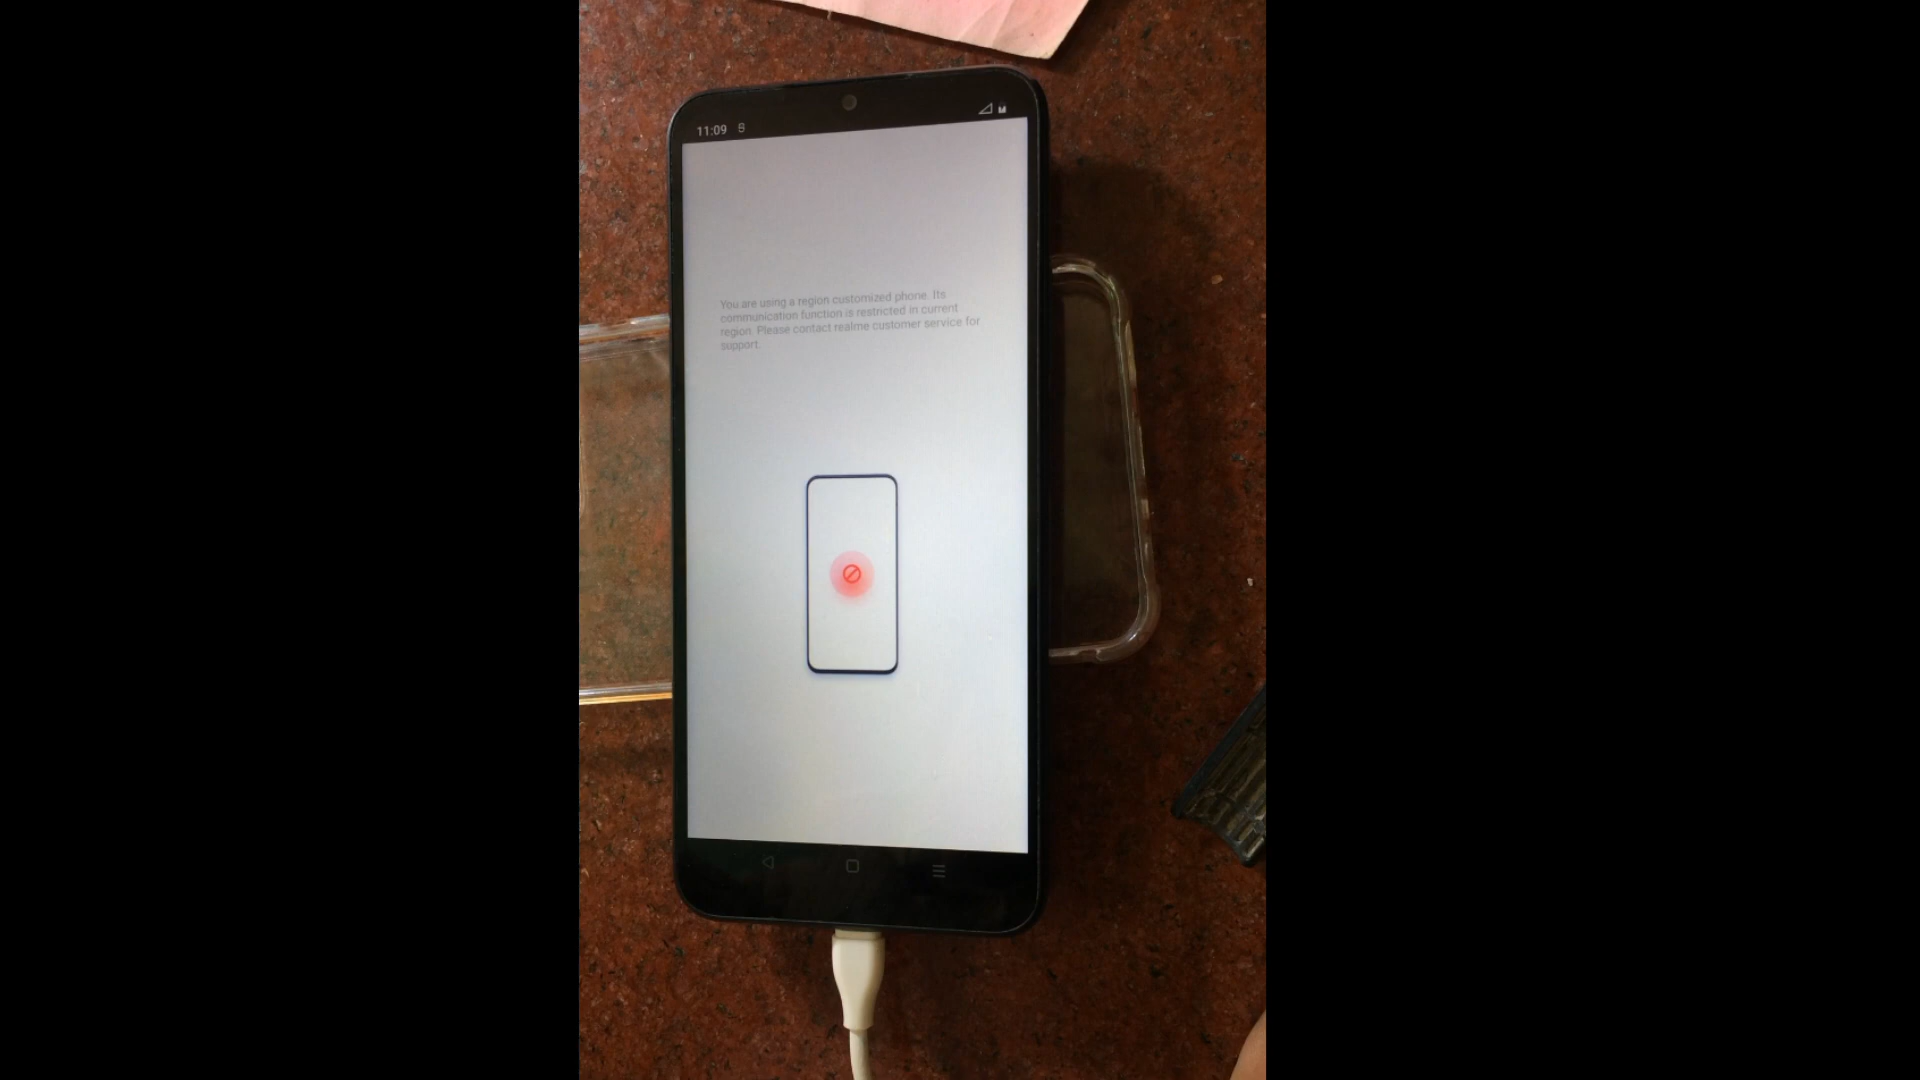 11:09
You are using a region customized phone. Its
communication function is restricted in current
region. Please contact realme customer service for
support.